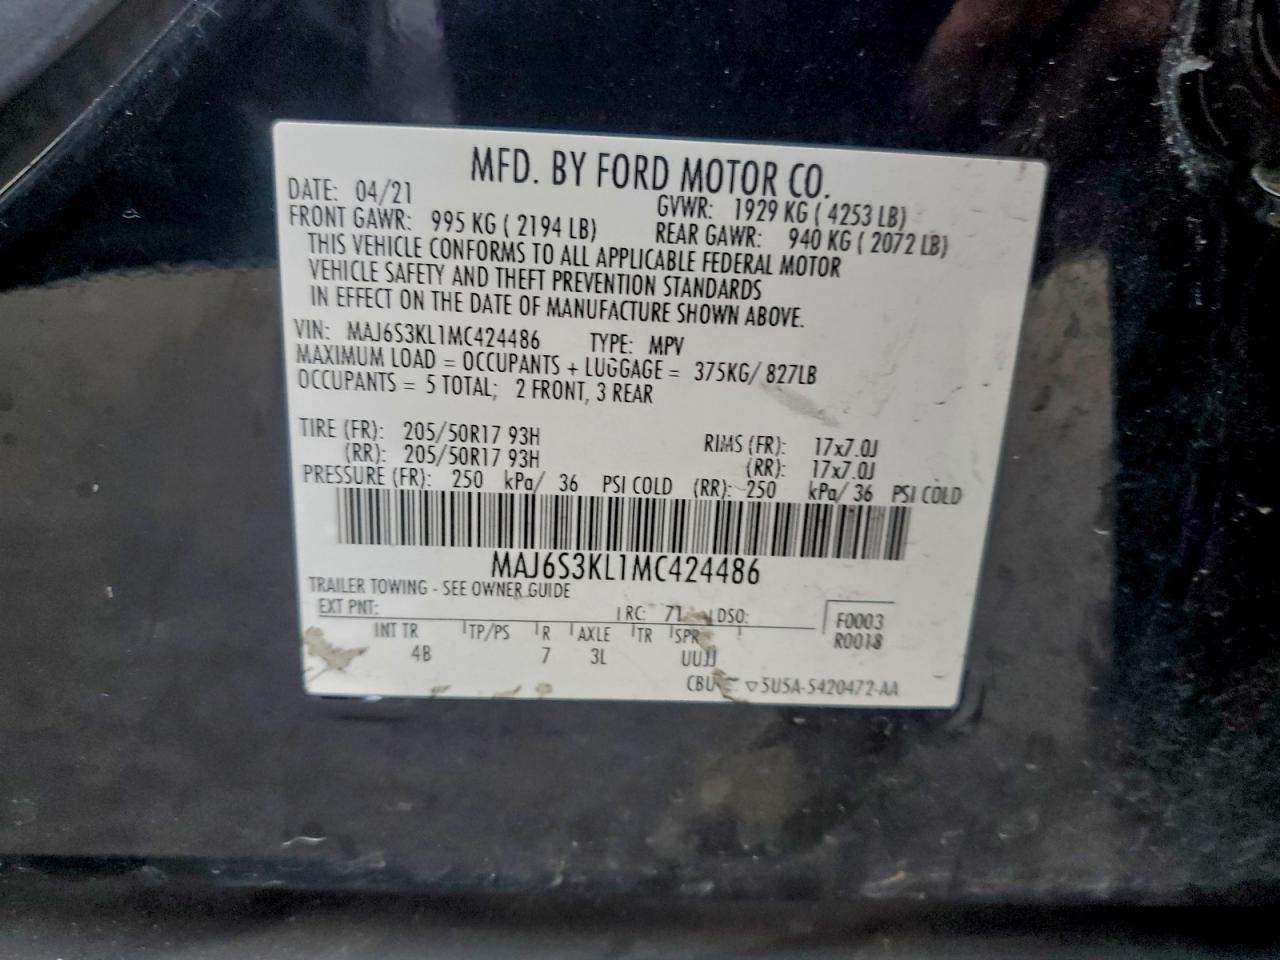 MFD. BY FORD MOTOR CO.
DATE: 04/21 GVWR: 1929 KG ( 4253 LB)
FRONT GAWR: 995 KG ( 2194 LB) REAR GAWR: 940 KG ( 2072 LB)
THIS VEHICLE CONFORMS TO ALL APPLICABLE FEDERAL MOTOR
VEHICLE SAFETY AND THEFT PREVENTION STANDARDS
IN EFFECT ON THE DATE OF MANUFACTURE SHOWN ABOVE.
VIN: MAJ6S3KL1MC424486 TYPE: MPV
MAXIMUM LOAD = OCCUPANTS + LUGGAGE = 375KG/ 827LB
OCCUPANTS = 5 TOTAL; 2 FRONT, 3 REAR
TIRE (FR): 205/50R17 93H RIMS (FR): 17x7.0J
(RR): 205/50R17 93H (RR): 17x7.0J
PRESSURE (FR): 250 kPa/ 36 PSI COLD (RR): 250 kPa/ 36 PSI COLD
MAJ6S3KL1MC424486
TRAILER TOWING - SEE OWNER GUIDE
EXT PNT: RC: 71 DSO: F0003
INT TR TP/PS R AXLE TR SPR R0018
4B 7 3L UUJJ
CBU 5U5A-5420472-AA